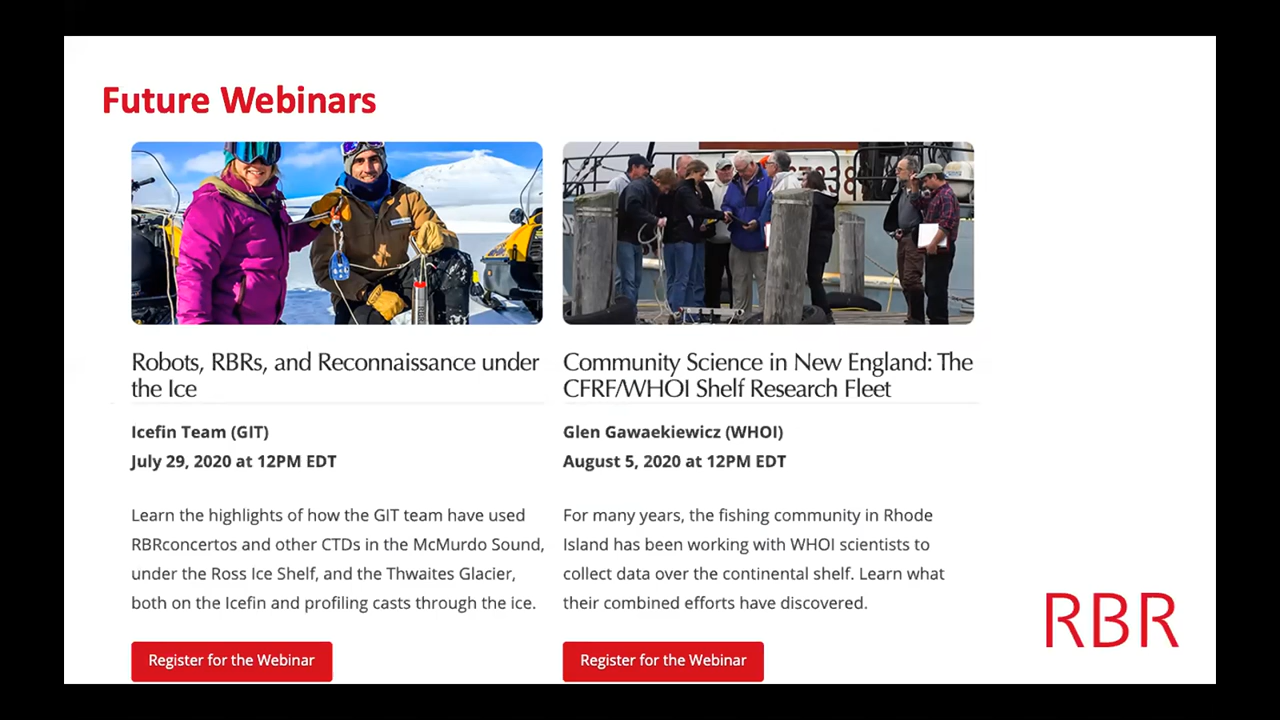 Future Webinars
Robots, RBRs, and Reconnaissance under
the Ice
Icefin Team (GIT)
July 29, 2020 at 12PM EDT
Learn the highlights of how the GIT team have used
RBRconcertos and other CTDs in the McMurdo Sound,
under the Ross Ice Shelf, and the Thwaites Glacier,
both on the Icefin and profiling casts through the ice.
Register for the Webinar
Community Science in New England: The
CFRF/WHOI Shelf Research Fleet
Glen Gawaekiewicz (WHOI)
August 5, 2020 at 12PM EDT
For many years, the fishing community in Rhode
Island has been working with WHOI scientists to
collect data over the continental shelf. Learn what
their combined efforts have discovered.
Register for the Webinar
RBR